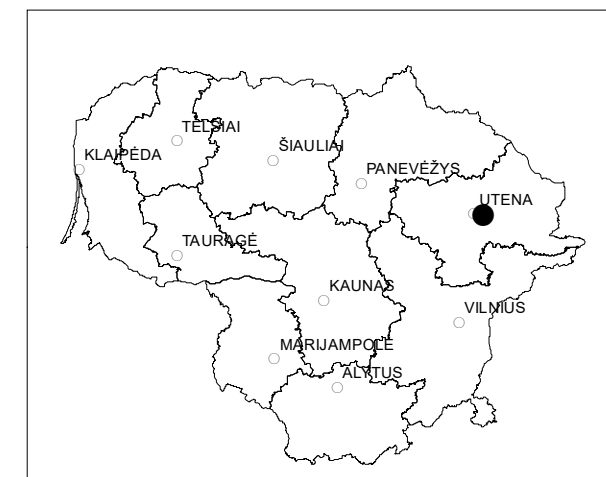 TELŠIAI
KLAIPĖDA
ŠIAULIAI
PANEVĖŽYS
UTENA
TAURAGĖ
KAUNAS
VILNIUS
MARIJAMPOLĖ
ALYTUS